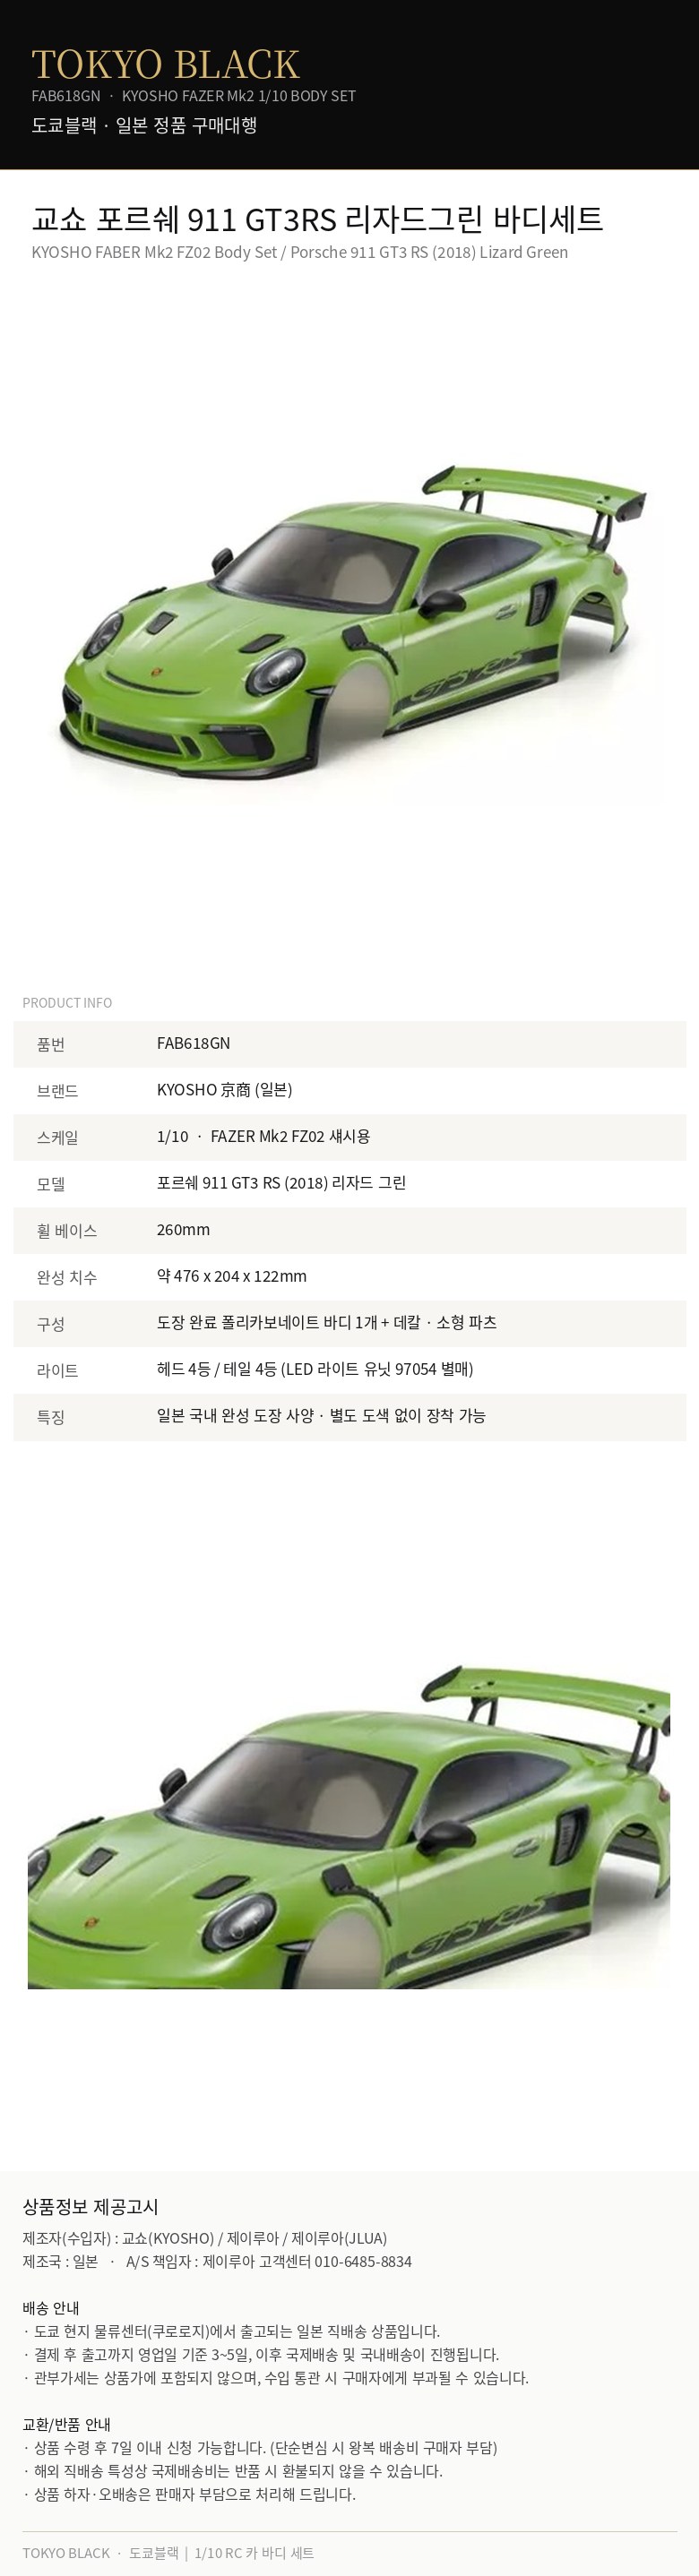 TOKYO BLACK
FAB618GN · KYOSHO FAZER Mk2 1/10 BODY SET
도쿄블랙 · 일본 정품 구매대행
교쇼 포르쉐 911 GT3RS 리자드그린 바디세트
KYOSHO FABER Mk2 FZ02 Body Set / Porsche 911 GT3 RS (2018) Lizard Green
GT3 RS
PRODUCT INFO
품번 FAB618GN
브랜드 KYOSHO 京商 (일본)
스케일 1/10 · FAZER Mk2 FZ02 섀시용
모델 포르쉐 911 GT3 RS (2018) 리자드 그린
휠 베이스 260mm
완성 치수 약 476 x 204 x 122mm
구성 도장 완료 폴리카보네이트 바디 1개 + 데칼 · 소형 파츠
라이트 헤드 4등 / 테일 4등 (LED 라이트 유닛 97054 별매)
특징 일본 국내 완성 도장 사양 · 별도 도색 없이 장착 가능
GT3 RS
상품정보 제공고시
제조자(수입자) : 교쇼(KYOSHO) / 제이루아 / 제이루아(JLUA)
제조국 : 일본 · A/S 책임자 : 제이루아 고객센터 010-6485-8834
배송 안내
· 도쿄 현지 물류센터(쿠로로지)에서 출고되는 일본 직배송 상품입니다.
· 결제 후 출고까지 영업일 기준 3~5일, 이후 국제배송 및 국내배송이 진행됩니다.
· 관부가세는 상품가에 포함되지 않으며, 수입 통관 시 구매자에게 부과될 수 있습니다.
교환/반품 안내
· 상품 수령 후 7일 이내 신청 가능합니다. (단순변심 시 왕복 배송비 구매자 부담)
· 해외 직배송 특성상 국제배송비는 반품 시 환불되지 않을 수 있습니다.
· 상품 하자·오배송은 판매자 부담으로 처리해 드립니다.
TOKYO BLACK · 도쿄블랙 | 1/10 RC 카 바디 세트